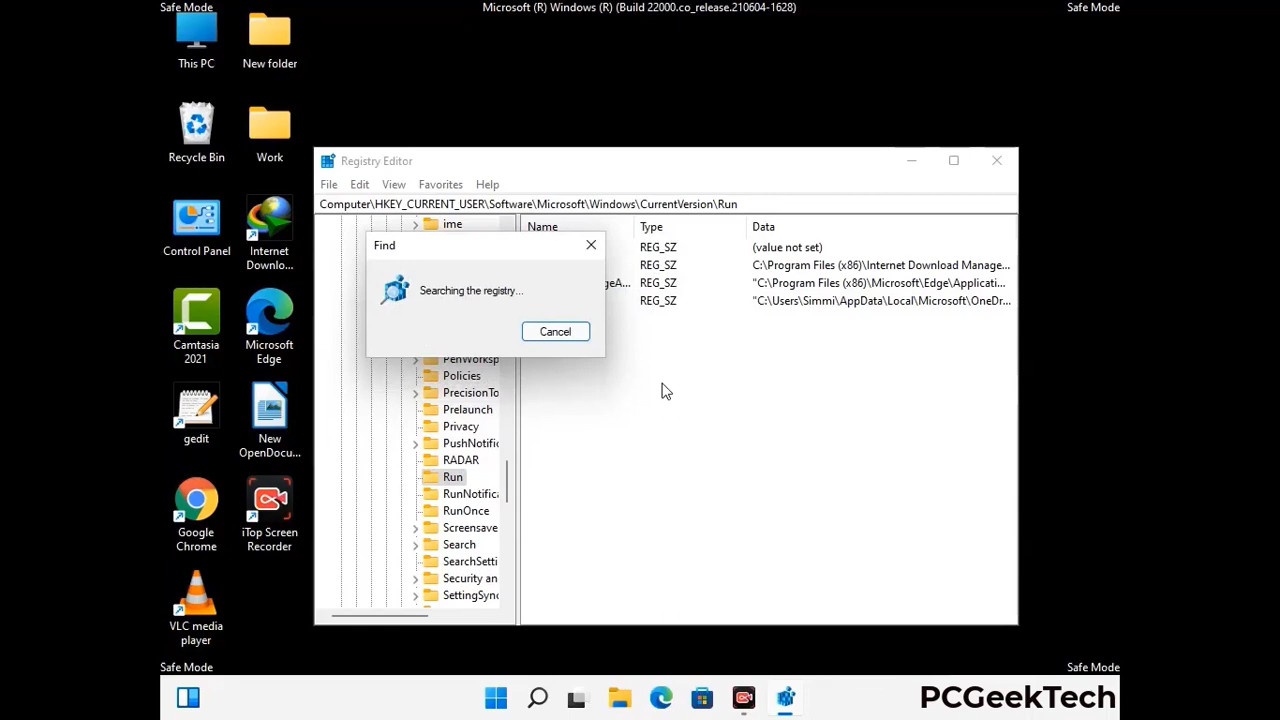 Safe Mode
Microsoft (R) Windows (R) (Build 22000.co_release.210604-1628)
Safe Mode
This PC
New folder
Recycle Bin
Work
Control Panel
Internet
Downlo...
Camtasia
2021
Microsoft
Edge
gedit
New
OpenDocu...
Google
Chrome
iTop Screen
Recorder
VLC media
player
Registry Editor
File
Edit
View
Favorites
Help
Computer\HKEY_CURRENT_USER\Software\Microsoft\Windows\CurrentVersion\Run
ime
Name
Type
Data
REG_SZ
(value not set)
REG_SZ
C:\Program Files (x86)\Internet Download Manage...
geA...
REG_SZ
"C:\Program Files (x86)\Microsoft\Edge\Applicati...
REG_SZ
"C:\Users\Simmi\AppData\Local\Microsoft\OneDr...
Find
Searching the registry...
Cancel
PenWorksp
Policies
PrecisionTo
Prelaunch
Privacy
PushNotific
RADAR
Run
RunNotifica
RunOnce
Screensave
Search
SearchSetti
Security an
SettingSync
Safe Mode
Safe Mode
PCGeekTech